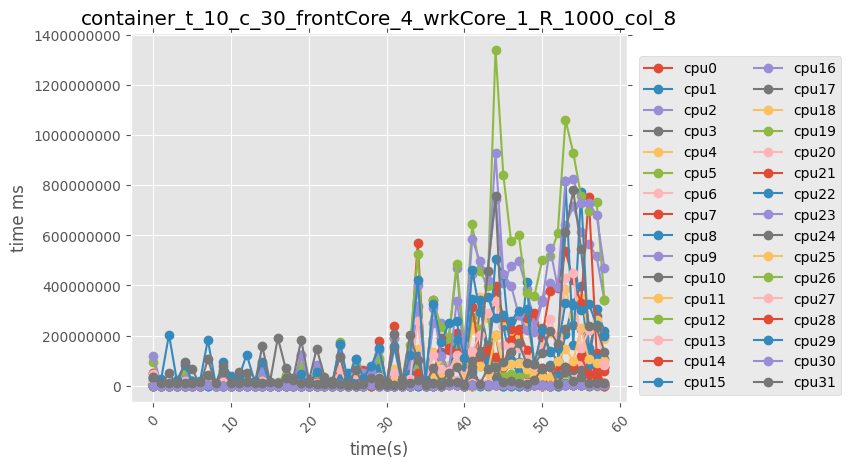 container_t_10_c_30_frontCore_4_wrkCore_1_R_1000_col_8
time ms
1400000000
1200000000
1000000000
800000000
600000000
400000000
200000000
0
0
10
20
30
40
50
60
time(s)
cpu0
cpu1
cpu2
cpu3
cpu4
cpu5
cpu6
cpu7
cpu8
cpu9
cpu10
cpu11
cpu12
cpu13
cpu14
cpu15
cpu16
cpu17
cpu18
cpu19
cpu20
cpu21
cpu22
cpu23
cpu24
cpu25
cpu26
cpu27
cpu28
cpu29
cpu30
cpu31